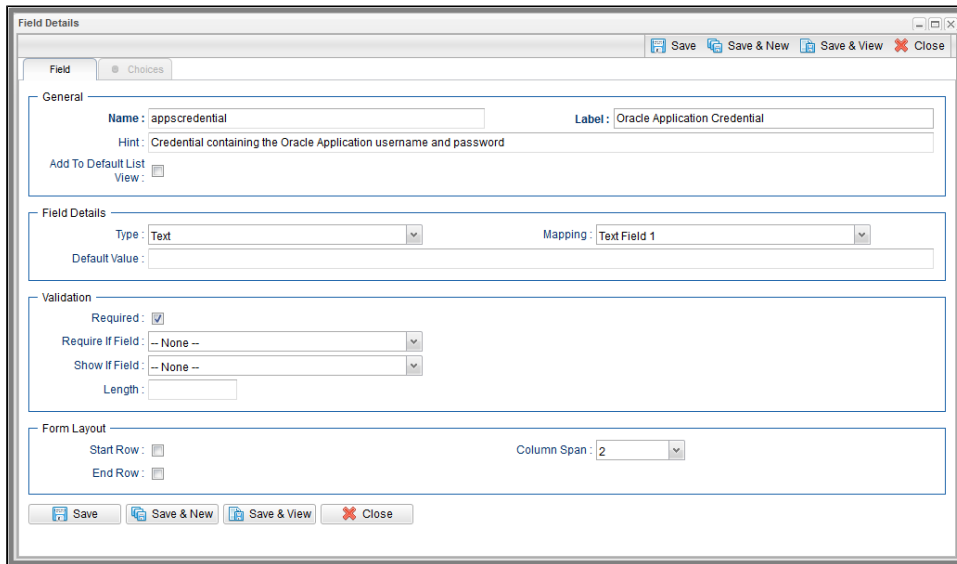 Field Details
Save Save & New Save & View Close
Field Choices
General
Name : appscredential Label : Oracle Application Credential
Hint : Credential containing the Oracle Application username and password
Add To Default List
View :
Field Details
Type : Text Mapping : Text Field 1
Default Value :
Validation
Required :
Require If Field : -- None --
Show If Field : -- None --
Length :
Form Layout
Start Row : Column Span : 2
End Row :
Save Save & New Save & View Close